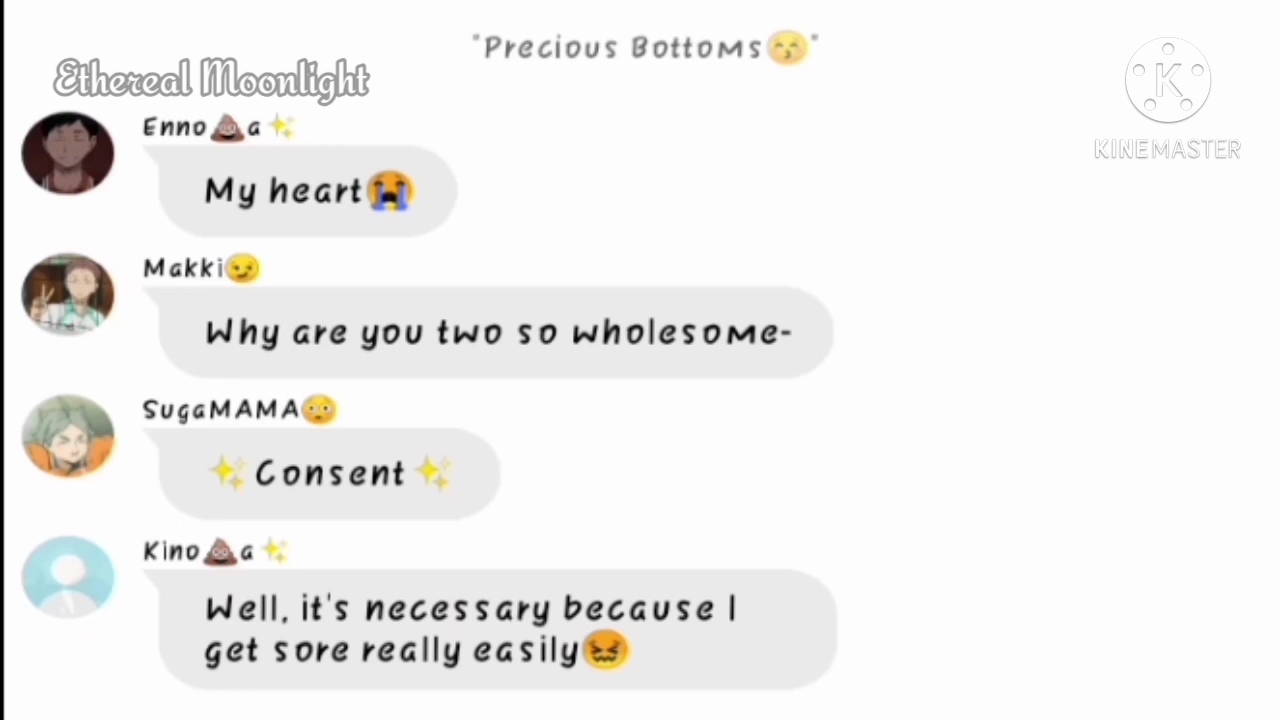 "Precious Bottoms😚"
Ethereal Moonlight
KINEMASTER
Enno💩a✨
My heart😭
Makki😏
Why are you two so wholesome-
SugaMAMA😳
✨Consent✨
Kino💩a✨
Well, it's necessary because I
get sore really easily😖